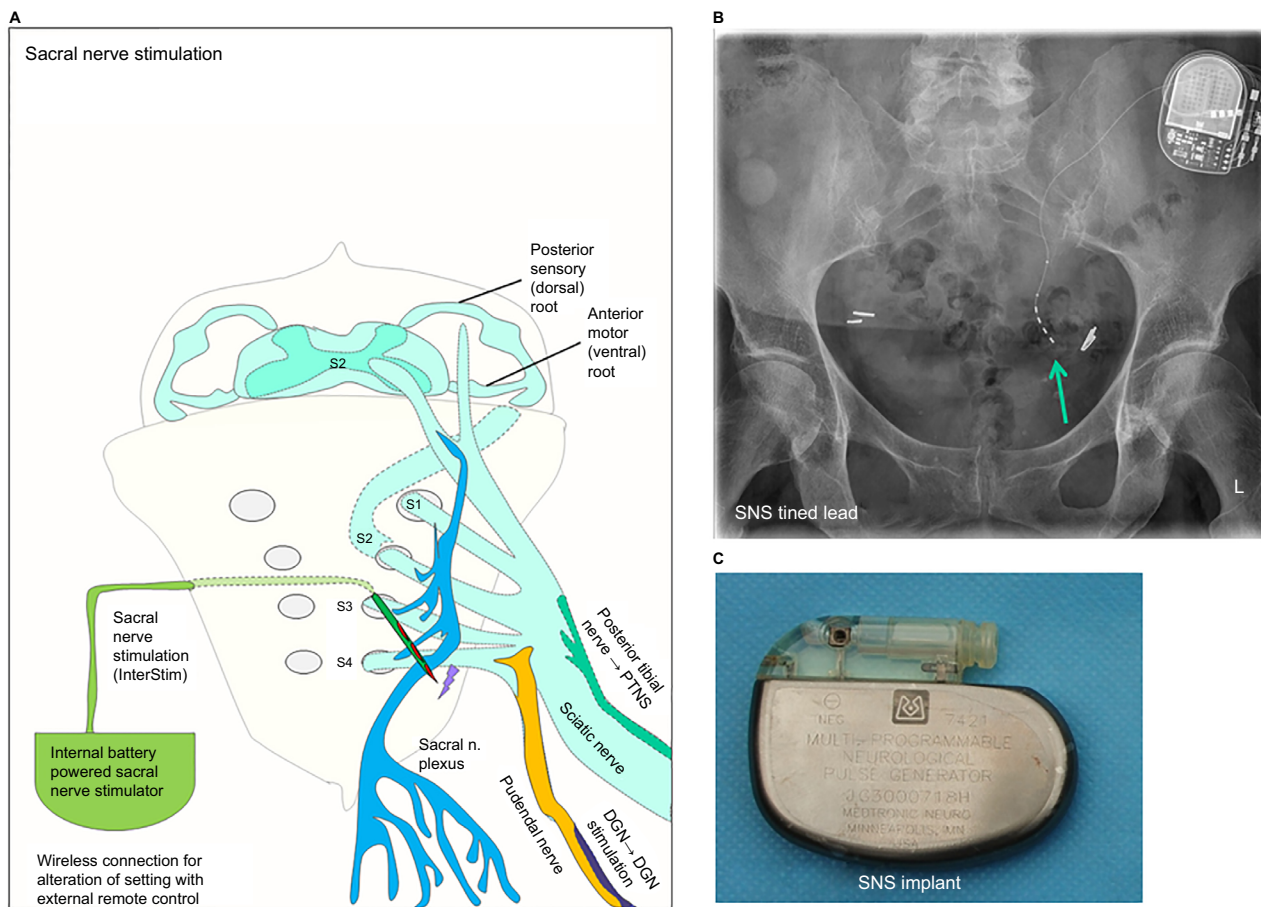 A
Sacral nerve stimulation
Posterior
sensory
(dorsal)
root
Anterior
motor
(ventral)
root
S2
S1
S2
S3
S4
Sacral
nerve
stimulation
(InterStim)
Internal battery
powered sacral
nerve stimulator
Wireless connection for
alteration of setting with
external remote control
Sacral n.
plexus
Posterior tibial
nerve → PTNS
Sciatic nerve
Pudendal nerve
DGN → DGN
stimulation
B
L
SNS tined lead
C
NEG
7421
MULTI-PROGRAMMABLE
NEUROLOGICAL
PULSE GENERATOR
JG3000718H
MEDTRONIC NEURO
MINNEAPOLIS, MN
SNS implant